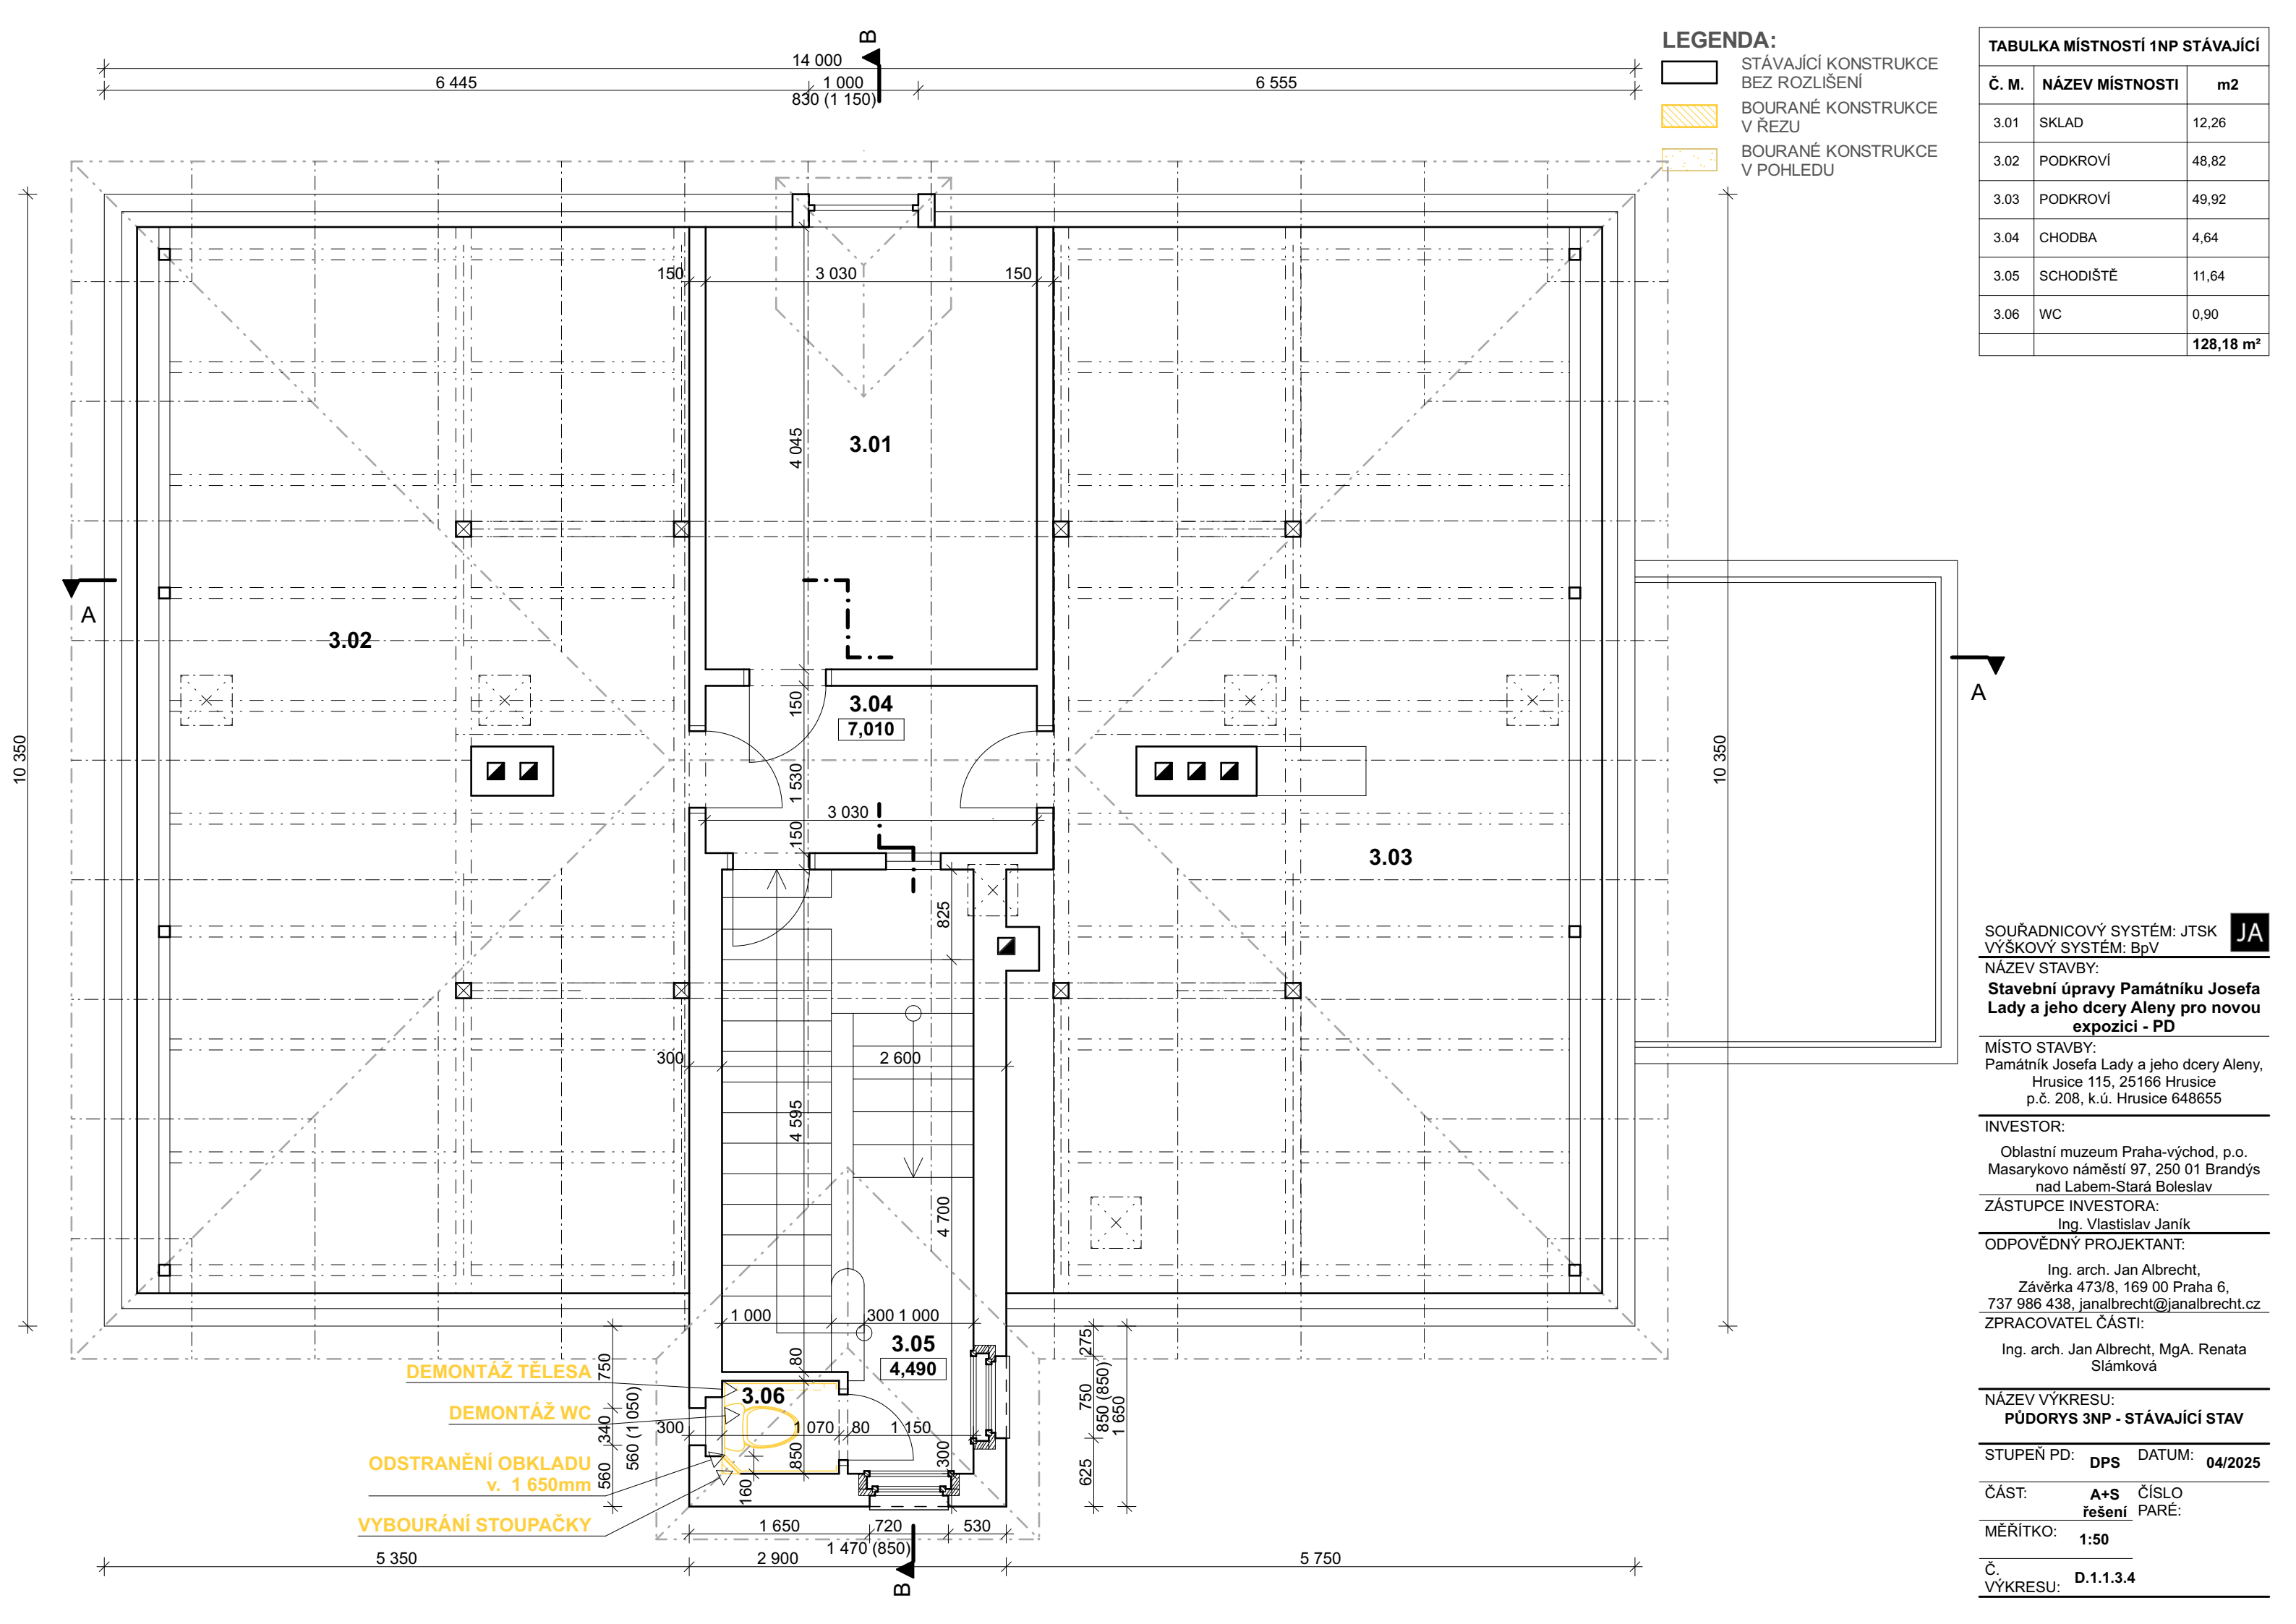 B
14 000
6 445
1 000
830 (1 150)
6 555
LEGENDA:
STÁVAJÍCÍ KONSTRUKCE
BEZ ROZLIŠENÍ
BOURANÉ KONSTRUKCE
V ŘEZU
BOURANÉ KONSTRUKCE
V POHLEDU
TABULKA MÍSTNOSTÍ 1NP STÁVAJÍCÍ
Č. M. NÁZEV MÍSTNOSTI m2
3.01 SKLAD 12,26
3.02 PODKROVÍ 48,82
3.03 PODKROVÍ 49,92
3.04 CHODBA 4,64
3.05 SCHODIŠTĚ 11,64
3.06 WC 0,90
128,18 m²
150
3 030
150
4 045
3.01
A
3.02
150
3.04
7,010
A
10 350
1 530
10 350
3 030
150
3.03
825
300
2 600
4 595
4 700
1 000
300 1 000
3.05
4,490
80
DEMONTÁŽ TĚLESA
3.06
DEMONTÁŽ WC
300
1 070
80
1 150
ODSTRANĚNÍ OBKLADU
v. 1 650mm
VYBOURÁNÍ STOUPAČKY
750
340
560 (1 050)
560
850
160
300
275
750
850 (850)
1 650
625
1 650
720
530
1 470 (850)
5 350
2 900
5 750
B
SOUŘADNICOVÝ SYSTÉM: JTSK
VÝŠKOVÝ SYSTÉM: BpV
JA
NÁZEV STAVBY:
Stavební úpravy Památníku Josefa
Lady a jeho dcery Aleny pro novou
expozici - PD
MÍSTO STAVBY:
Památník Josefa Lady a jeho dcery Aleny,
Hrusice 115, 25166 Hrusice
p.č. 208, k.ú. Hrusice 648655
INVESTOR:
Oblastní muzeum Praha-východ, p.o.
Masarykovo náměstí 97, 250 01 Brandýs
nad Labem-Stará Boleslav
ZÁSTUPCE INVESTORA:
Ing. Vlastislav Janík
ODPOVĚDNÝ PROJEKTANT:
Ing. arch. Jan Albrecht,
Závěrka 473/8, 169 00 Praha 6,
737 986 438, janalbrecht@janalbrecht.cz
ZPRACOVATEL ČÁSTI:
Ing. arch. Jan Albrecht, MgA. Renata
Slámková
NÁZEV VÝKRESU:
PŮDORYS 3NP - STÁVAJÍCÍ STAV
STUPEŇ PD: DPS DATUM: 04/2025
ČÁST: A+S řešení ČÍSLO PARÉ:
MĚŘÍTKO: 1:50
Č. VÝKRESU: D.1.1.3.4